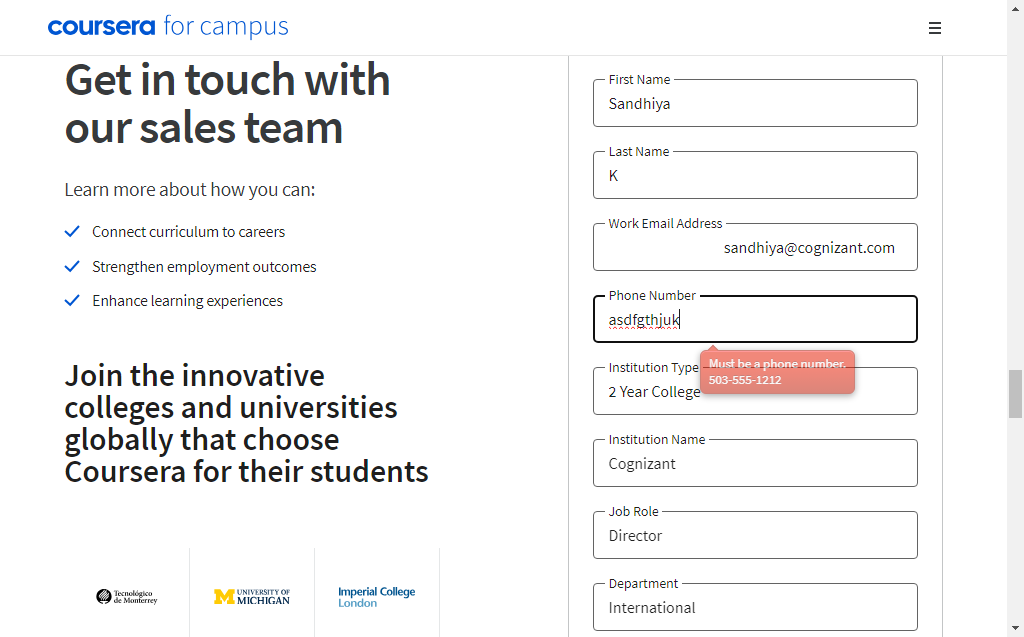 coursera for campus
Get in touch with
our sales team
Learn more about how you can:
Connect curriculum to careers
Strengthen employment outcomes
Enhance learning experiences
Join the innovative
colleges and universities
globally that choose
Coursera for their students
Tecnológico
de Monterrey
M UNIVERSITY OF
MICHIGAN
Imperial College
London
First Name
Sandhiya
Last Name
K
Work Email Address
sandhiya@cognizant.com
Phone Number
asdfgthjuk
Must be a phone number.
503-555-1212
Institution Type
2 Year College
Institution Name
Cognizant
Job Role
Director
Department
International